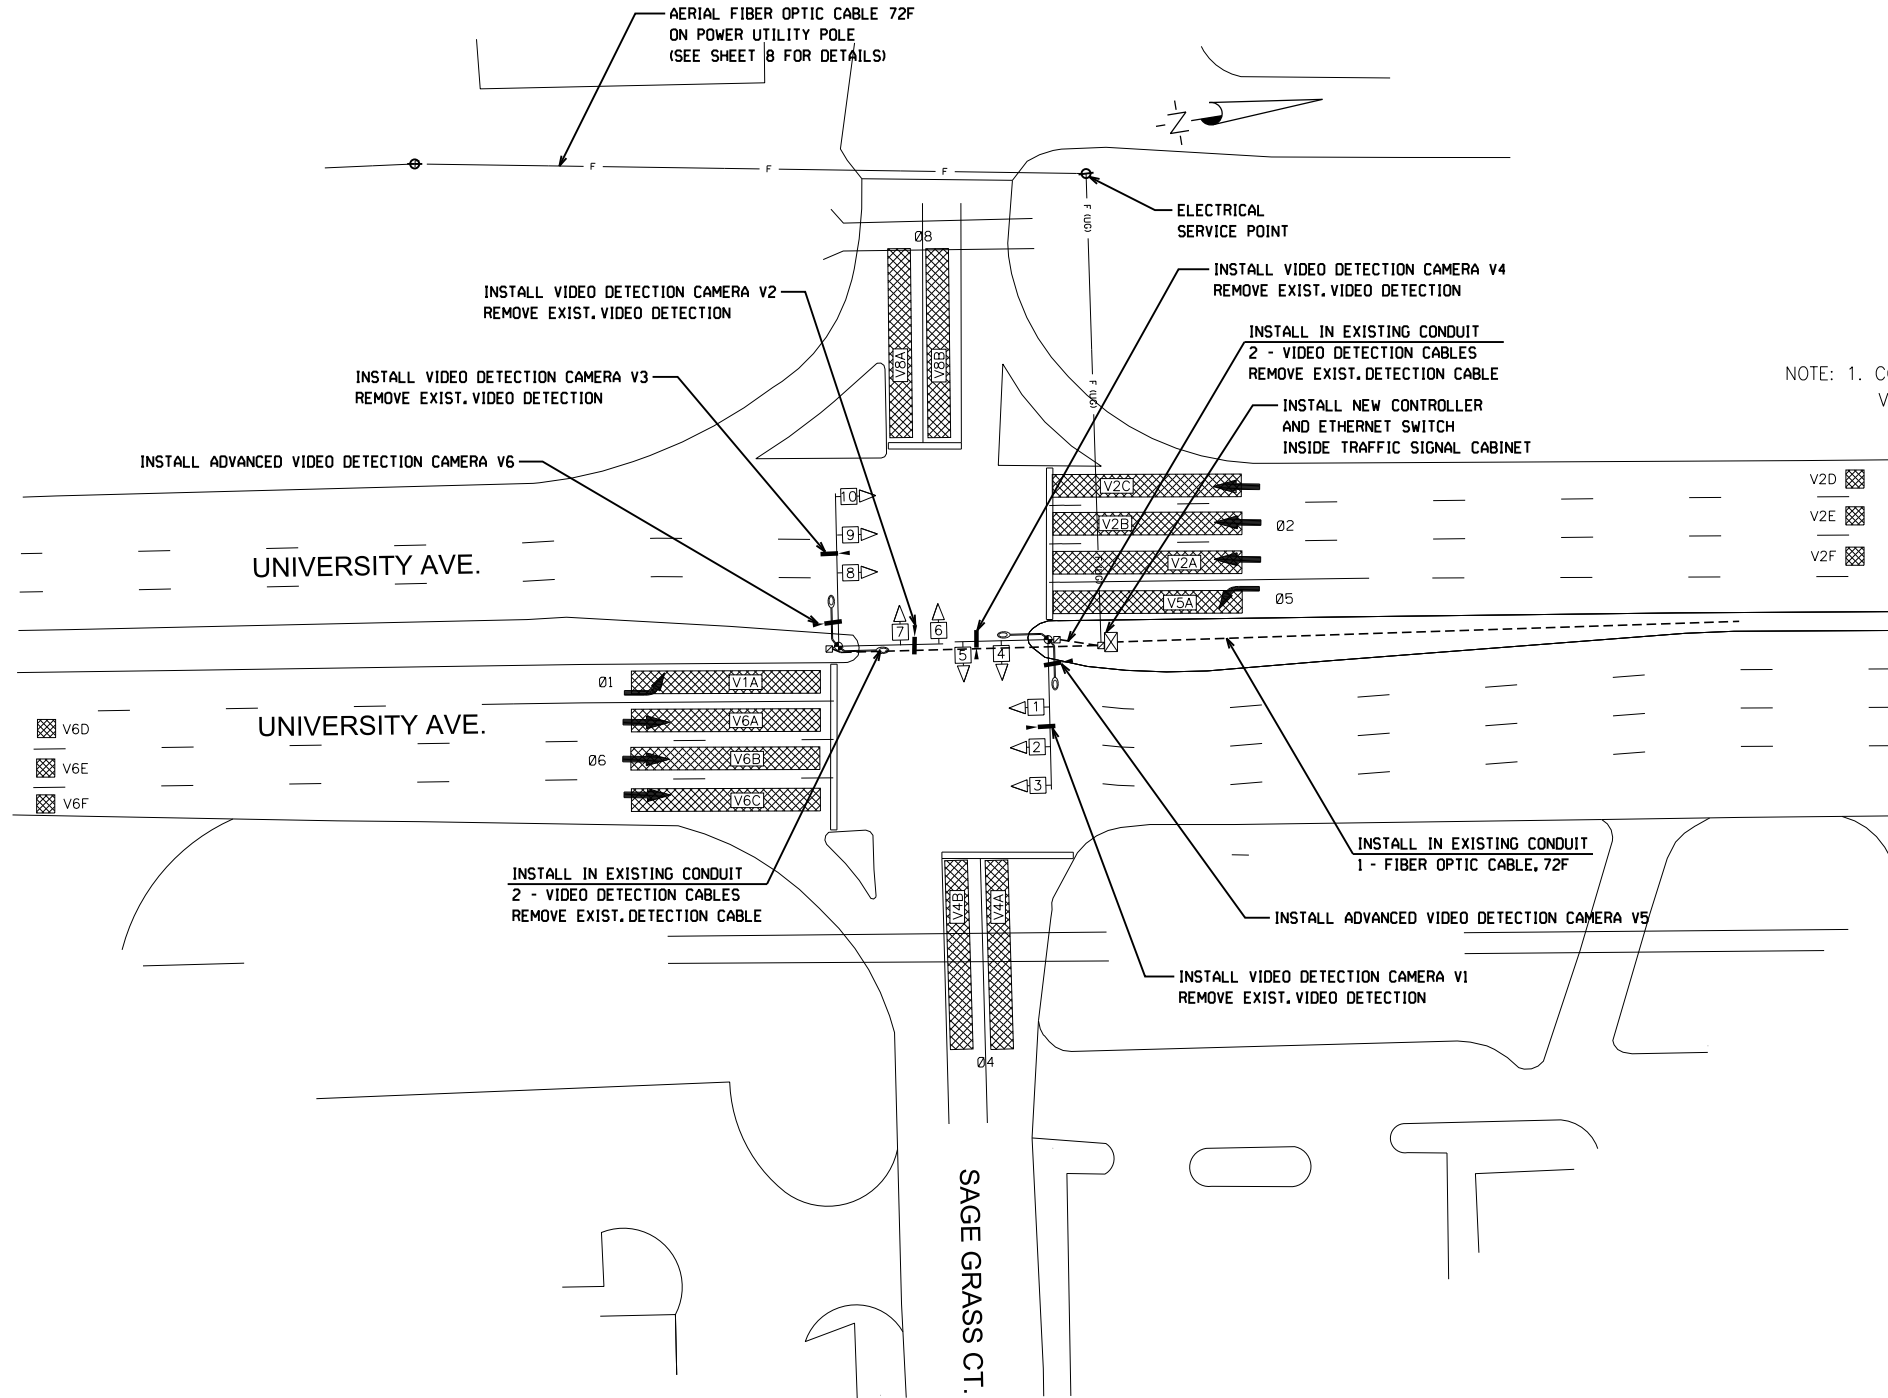 AERIAL FIBER OPTIC CABLE 72F
ON POWER UTILITY POLE
(SEE SHEET 8 FOR DETAILS)
Z
F
F
F
ELECTRICAL
SERVICE POINT
F (UG)
Ø8
INSTALL VIDEO DETECTION CAMERA V4
REMOVE EXIST. VIDEO DETECTION
INSTALL VIDEO DETECTION CAMERA V2
REMOVE EXIST. VIDEO DETECTION
INSTALL IN EXISTING CONDUIT
2 - VIDEO DETECTION CABLES
REMOVE EXIST. DETECTION CABLE
V8A
V8B
INSTALL VIDEO DETECTION CAMERA V3
REMOVE EXIST. VIDEO DETECTION
F (UG)
NOTE: 1. C
V
INSTALL NEW CONTROLLER
AND ETHERNET SWITCH
INSIDE TRAFFIC SIGNAL CABINET
INSTALL ADVANCED VIDEO DETECTION CAMERA V6
V2C
V2D
10
V2B
Ø2
V2E
9
UNIVERSITY AVE.
V2A
V2F
8
(UG)
V5A
Ø5
7
6
5
4
Ø1
V1A
1
UNIVERSITY AVE.
V6A
V6D
2
Ø6
V6B
V6E
3
V6C
V6F
INSTALL IN EXISTING CONDUIT
1 - FIBER OPTIC CABLE, 72F
INSTALL IN EXISTING CONDUIT
2 - VIDEO DETECTION CABLES
REMOVE EXIST. DETECTION CABLE
V4B
V4A
INSTALL ADVANCED VIDEO DETECTION CAMERA V5
INSTALL VIDEO DETECTION CAMERA V1
REMOVE EXIST. VIDEO DETECTION
Ø4
SAGE GRASS CT.